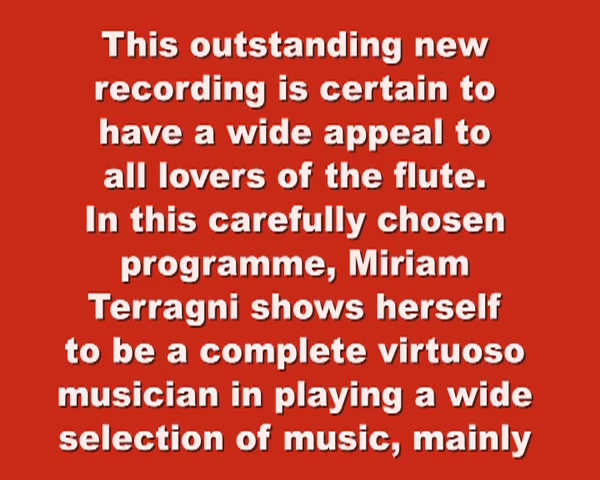 This outstanding new
recording is certain to
have a wide appeal to
all lovers of the flute.
In this carefully chosen
programme, Miriam
Terragni shows herself
to be a complete virtuoso
musician in playing a wide
selection of music, mainly